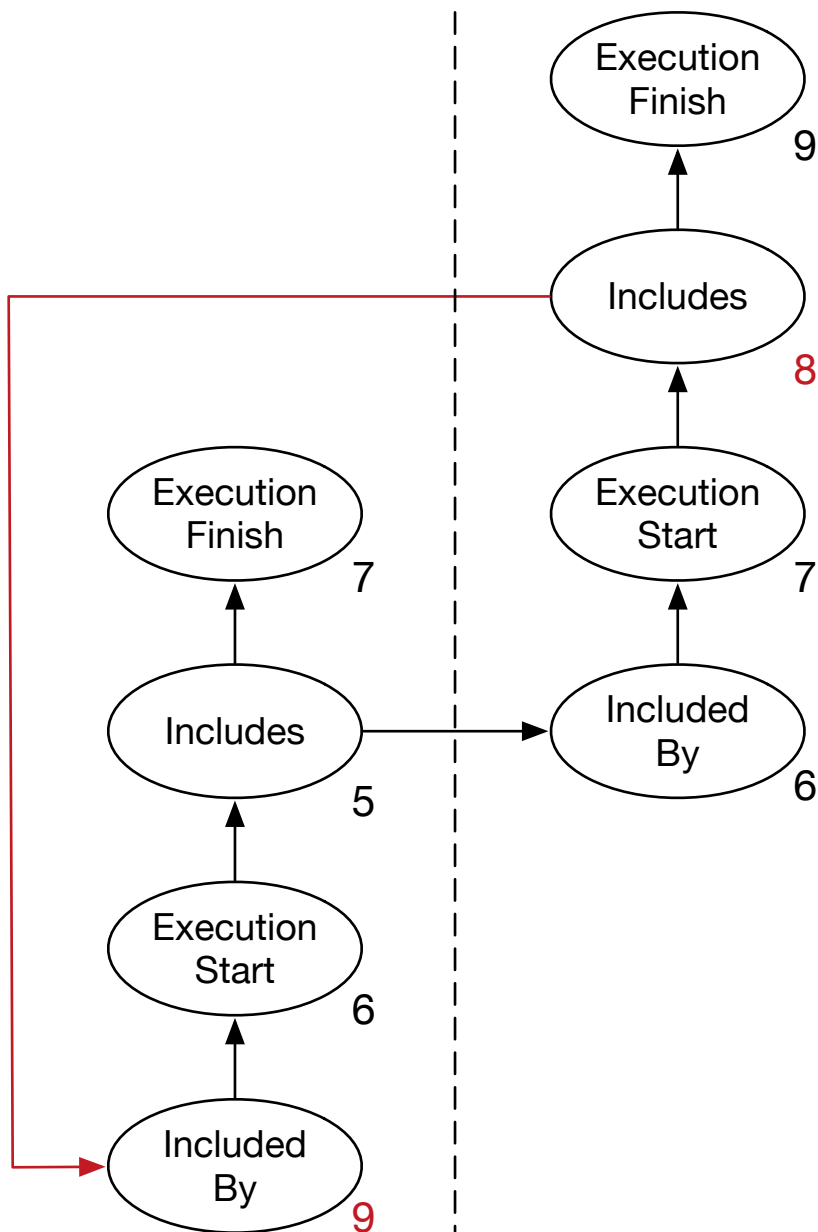 Execution
Finish
9
Includes
8
Execution
Finish
7
Execution
Start
7
Includes
5
Included
By
6
Execution
Start
6
Included
By
9